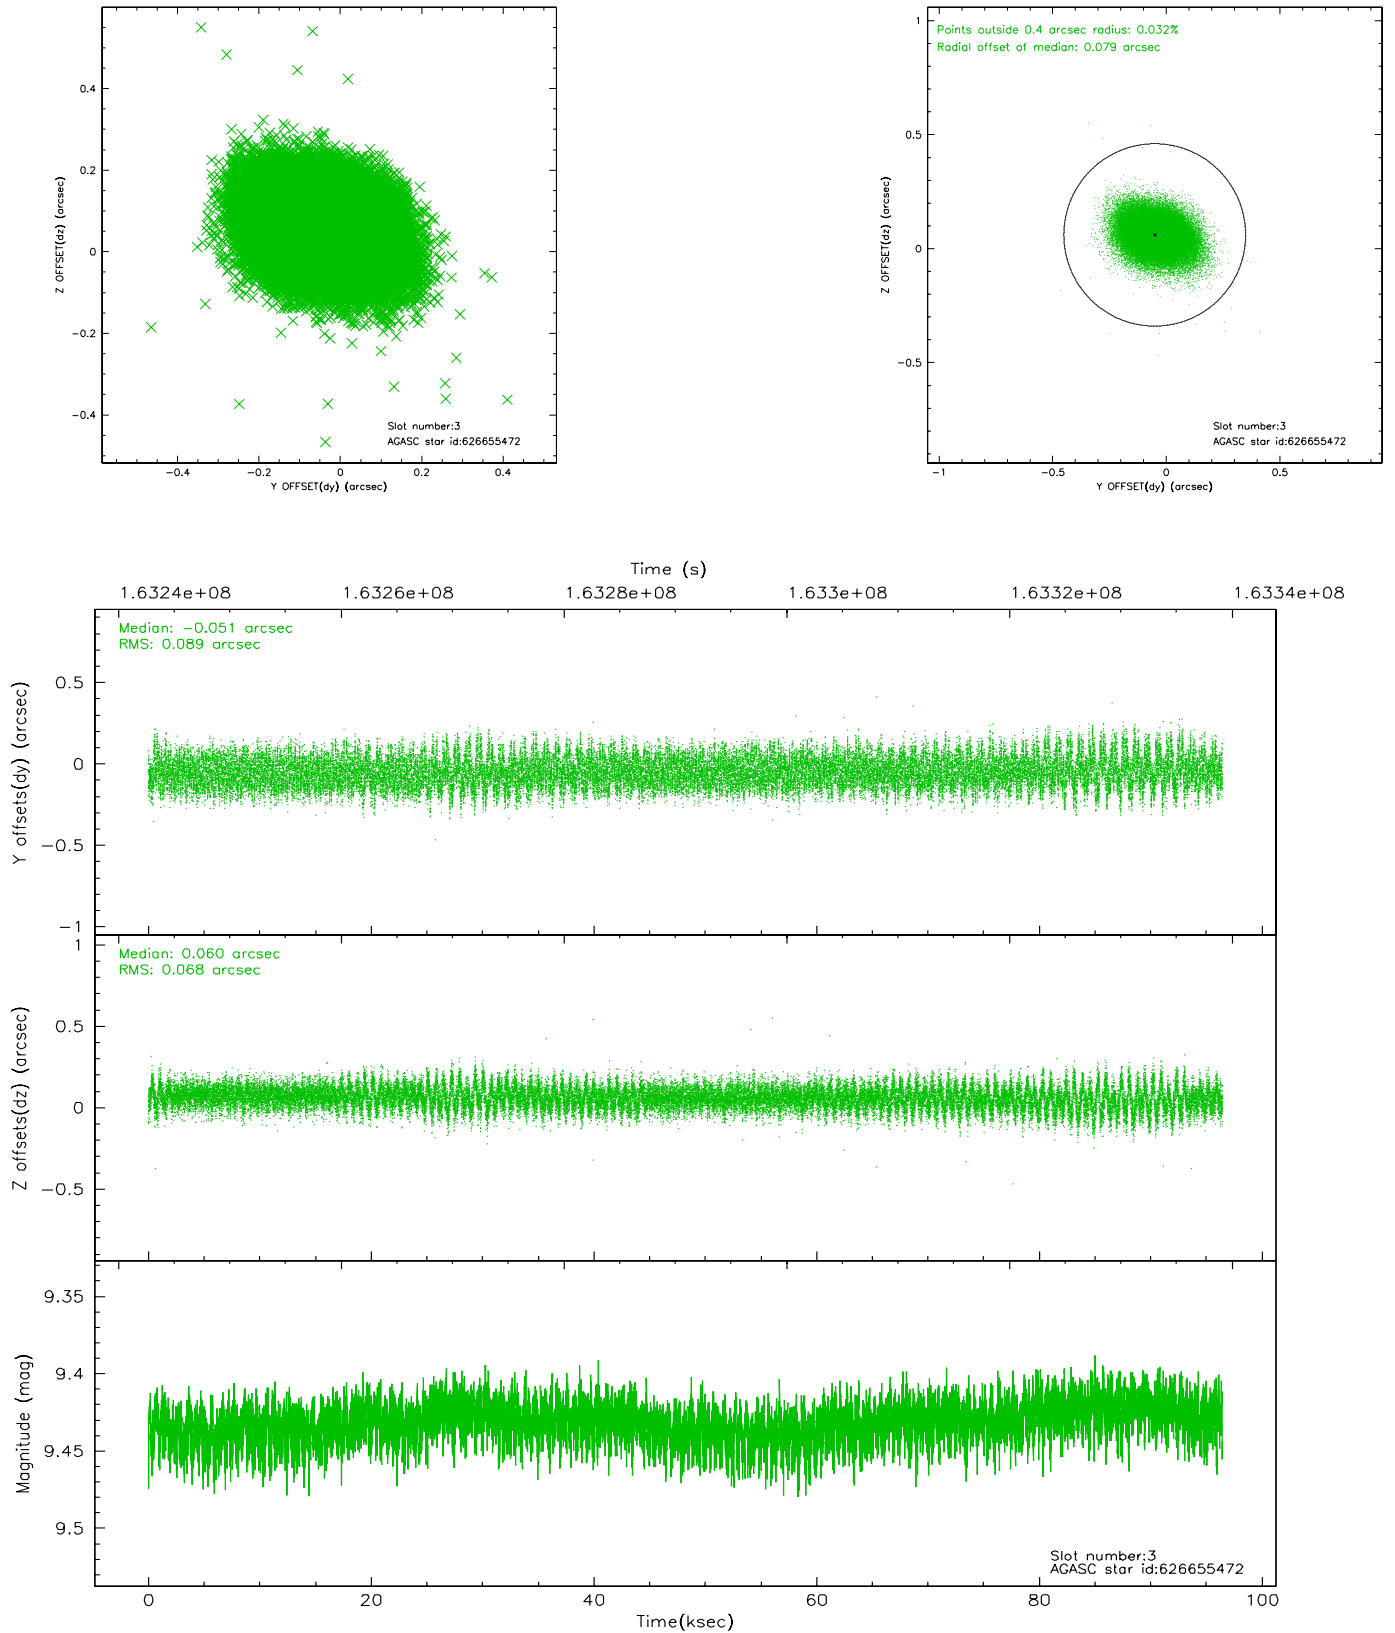 0.4
0.2
0
−0.2
−0.4
Z OFFSET(dz) (arcsec)
Slot number:3
AGASC star id:626655472
−0.4
−0.2
0
0.2
0.4
Y OFFSET(dy) (arcsec)
Points outside 0.4 arcsec radius: 0.032%
Radial offset of median: 0.079 arcsec
1
0.5
0
−0.5
Z OFFSET(dz) (arcsec)
Slot number:3
AGASC star id:626655472
−1
−0.5
0
0.5
Y OFFSET(dy) (arcsec)
Time (s)
1.6324e+08
1.6326e+08
1.6328e+08
1.633e+08
1.6332e+08
1.6334e+08
Median: −0.051 arcsec
RMS: 0.089 arcsec
0.5
0
−0.5
−1
Y offsets(dy) (arcsec)
Median: 0.060 arcsec
RMS: 0.068 arcsec
1
0.5
0
−0.5
Z offsets(dz) (arcsec)
9.35
9.4
9.45
9.5
Magnitude (mag)
Slot number:3
AGASC star id:626655472
0
20
40
60
80
100
Time(ksec)